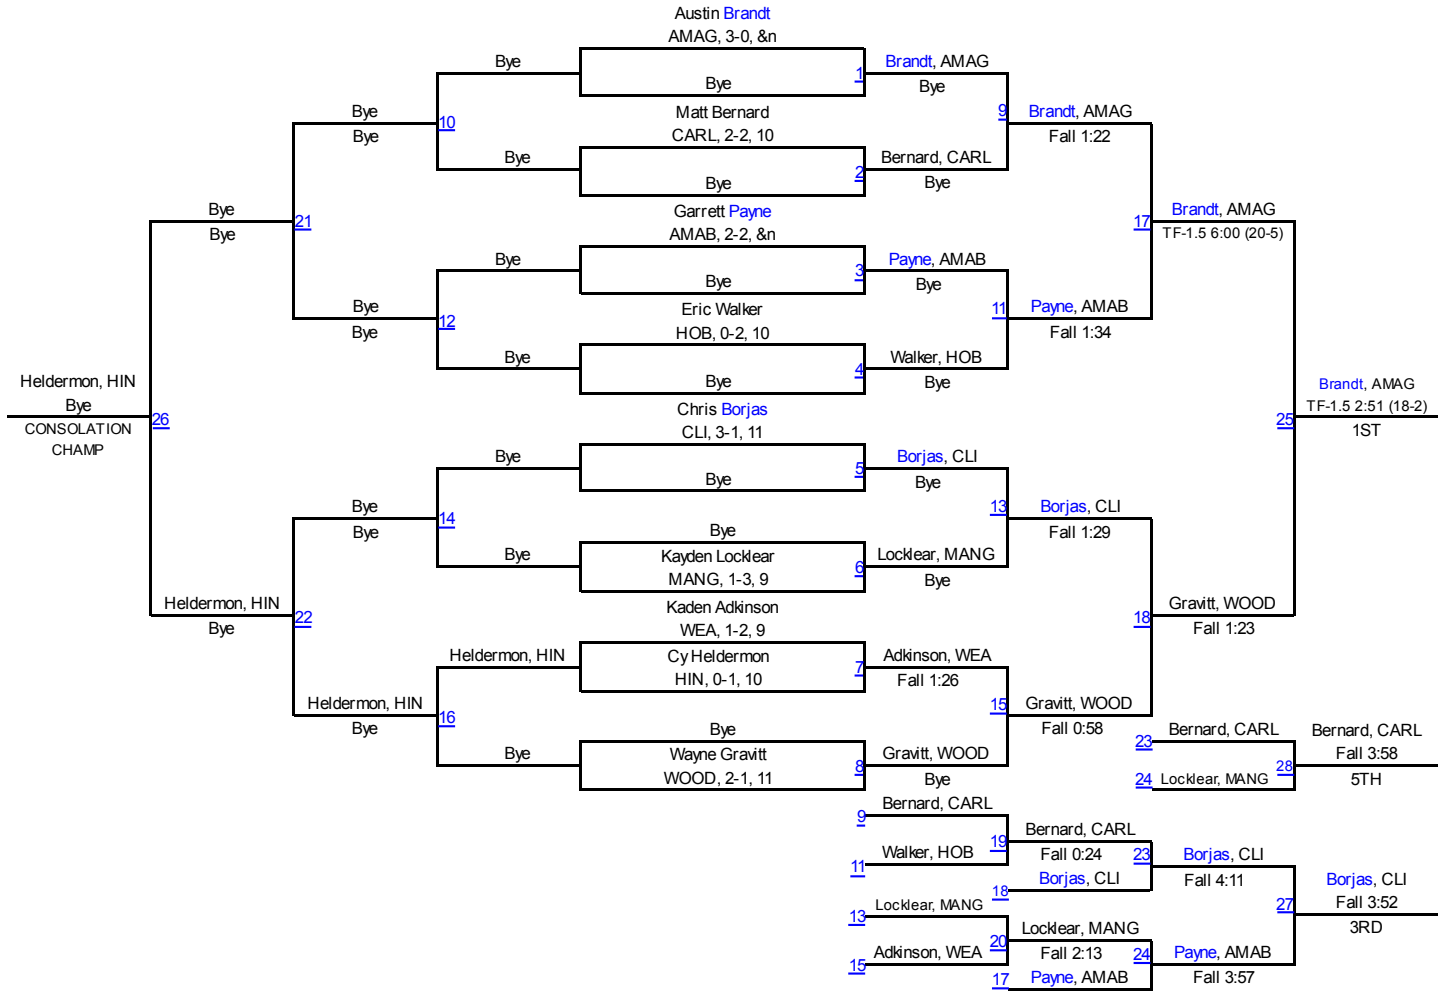 Austin Brandt
AMAG, 3-0, &n
Bye
Bye
1
Brandt, AMAG
Bye
Bye
Bye
10
Matt Bernard
CARL, 2-2, 10
9
Brandt, AMAG
Fall 1:22
Bye
Bye
2
Bernard, CARL
Bye
Bye
Bye
21
Garrett Payne
AMAB, 2-2, &n
17
Brandt, AMAG
TF-1.5 6:00 (20-5)
Bye
Bye
3
Payne, AMAB
Bye
Bye
Bye
12
Eric Walker
HOB, 0-2, 10
11
Payne, AMAB
Fall 1:34
Bye
Bye
4
Walker, HOB
Bye
Heldermon, HIN
Bye
CONSOLATION
CHAMP
26
Chris Borjas
CLI, 3-1, 11
25
Brandt, AMAG
TF-1.5 2:51 (18-2)
1ST
Bye
Bye
5
Borjas, CLI
Bye
Bye
Bye
14
13
Borjas, CLI
Fall 1:29
Bye
Bye
Kayden Locklear
MANG, 1-3, 9
6
Locklear, MANG
Bye
Heldermon, HIN
Bye
22
Kaden Adkinson
WEA, 1-2, 9
18
Gravitt, WOOD
Fall 1:23
Heldermon, HIN
Cy Heldermon
HIN, 0-1, 10
7
Adkinson, WEA
Fall 1:26
Heldermon, HIN
Bye
16
15
Gravitt, WOOD
Fall 0:58
Bye
Bye
Wayne Gravitt
WOOD, 2-1, 11
8
Gravitt, WOOD
Bye
23
Bernard, CARL
24
Locklear, MANG
28
Bernard, CARL
Fall 3:58
5TH
9
Bernard, CARL
11
Walker, HOB
19
Bernard, CARL
Fall 0:24
18
Borjas, CLI
23
Borjas, CLI
Fall 4:11
13
Locklear, MANG
15
Adkinson, WEA
20
Locklear, MANG
Fall 2:13
17
Payne, AMAB
24
Payne, AMAB
Fall 3:57
27
Borjas, CLI
Fall 3:52
3RD